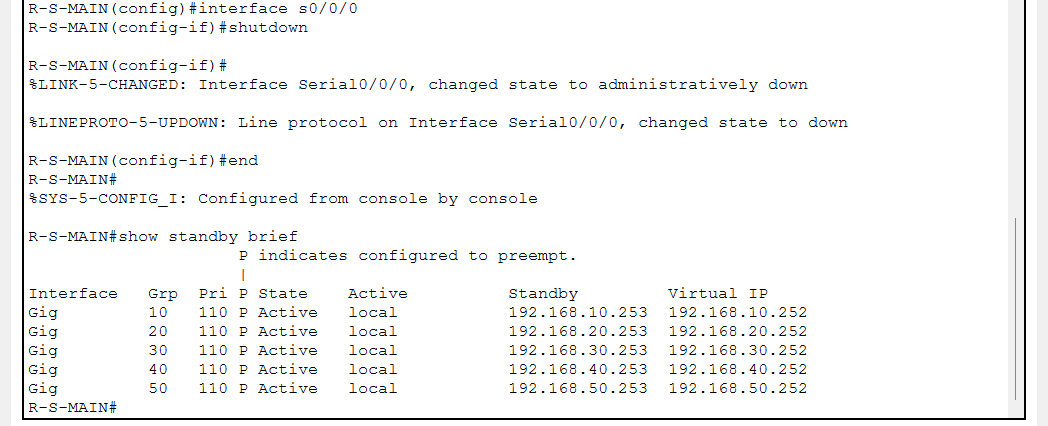 R-S-MAIN(config)#interface s0/0/0
R-S-MAIN(config-if)#shutdown
R-S-MAIN(config-if)#
%LINK-5-CHANGED: Interface Serial0/0/0, changed state to administratively down
%LINEPROTO-5-UPDOWN: Line protocol on Interface Serial0/0/0, changed state to down
R-S-MAIN(config-if)#end
R-S-MAIN#
%SYS-5-CONFIG_I: Configured from console by console
R-S-MAIN#show standby brief
P indicates configured to preempt.
|
Interface Grp Pri P State Active Standby Virtual IP
Gig 10 110 P Active local 192.168.10.253 192.168.10.252
Gig 20 110 P Active local 192.168.20.253 192.168.20.252
Gig 30 110 P Active local 192.168.30.253 192.168.30.252
Gig 40 110 P Active local 192.168.40.253 192.168.40.252
Gig 50 110 P Active local 192.168.50.253 192.168.50.252
R-S-MAIN#